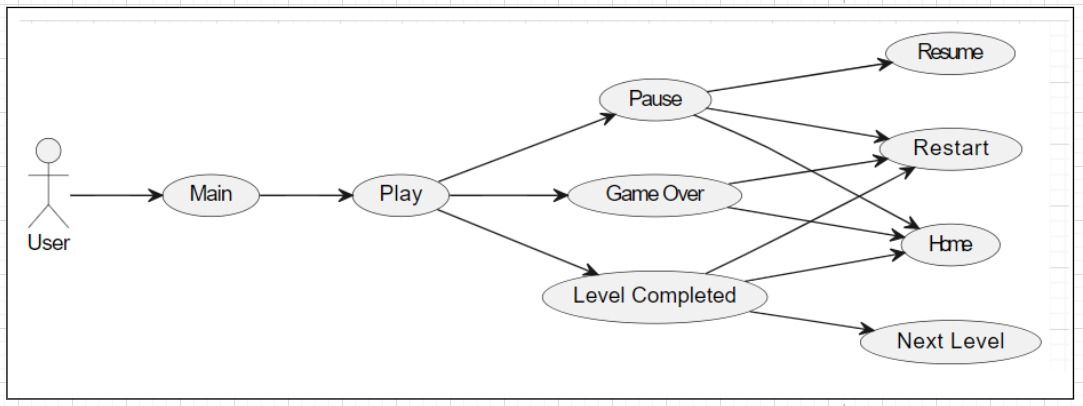 Resume
Pause
Restart
Main
Play
Game Over
User
Home
Level Completed
Next Level